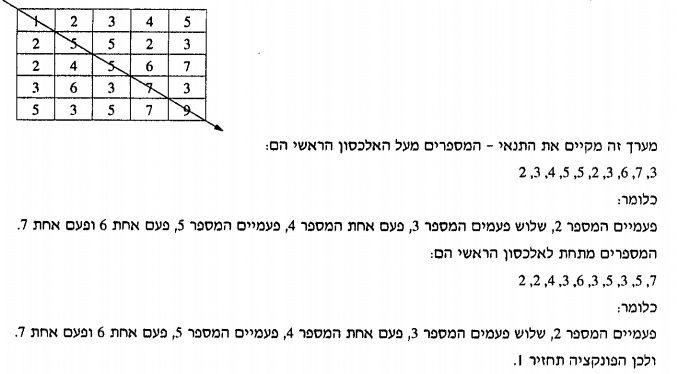 1 2 3 4 5
2 5 5 2 3
2 4 5 6 7
3 6 3 7 3
5 3 5 7 9
מערך זה מקיים את התנאי - המספרים מעל האלכסון הראשי הם:
2,3,4,5,5,2,3,6,7,3
כלומר:
פעמיים המספר 2, שלוש פעמים המספר 3, פעם אחת המספר 4, פעמיים המספר 5, פעם אחת 6 ופעם אחת 7.
המספרים מתחת לאלכסון הראשי הם:
2,2,4,3,6,3,5,3,5,7
כלומר:
פעמיים המספר 2, שלוש פעמים המספר 3, פעם אחת המספר 4, פעמיים המספר 5, פעם אחת 6 ופעם אחת 7.
ולכן הפונקציה תחזיר 1.